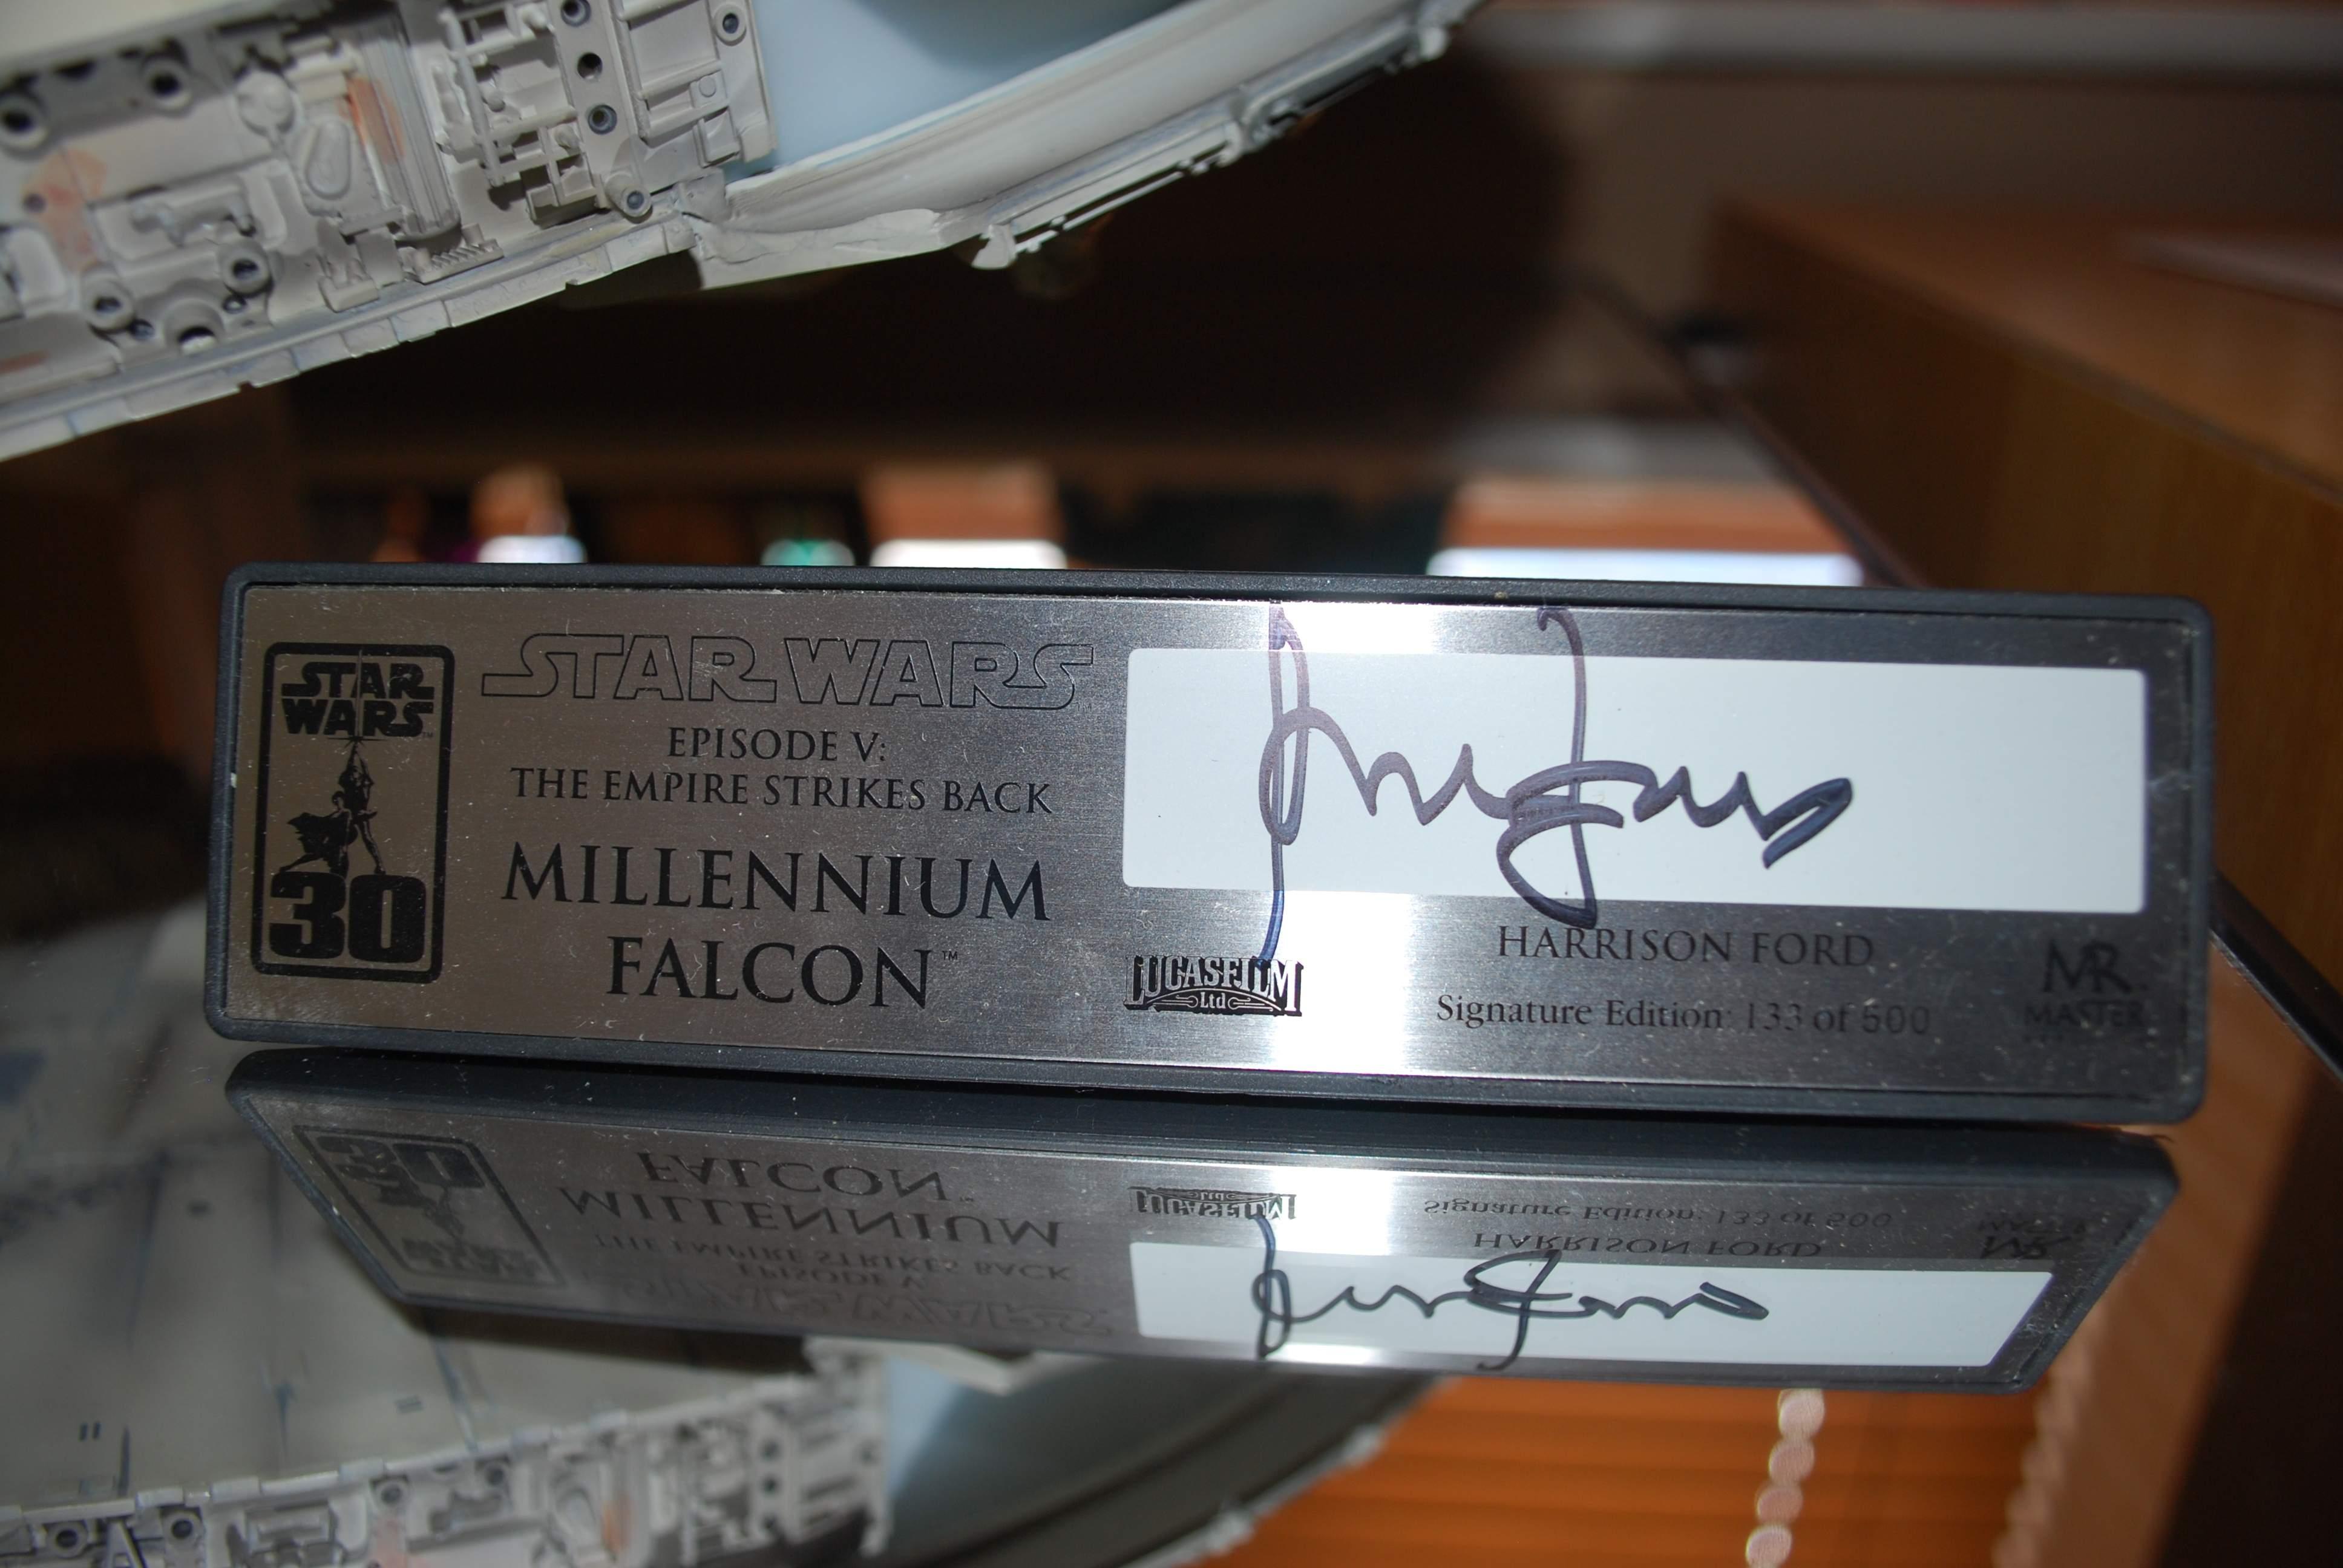 STAR
WARS™
30
STAR WARS
EPISODE V:
THE EMPIRE STRIKES BACK
MILLENNIUM
FALCON™
LUCASFILM
Ltd
HARRISON FORD
Signature Edition: 133 of 500
MR.
MASTER